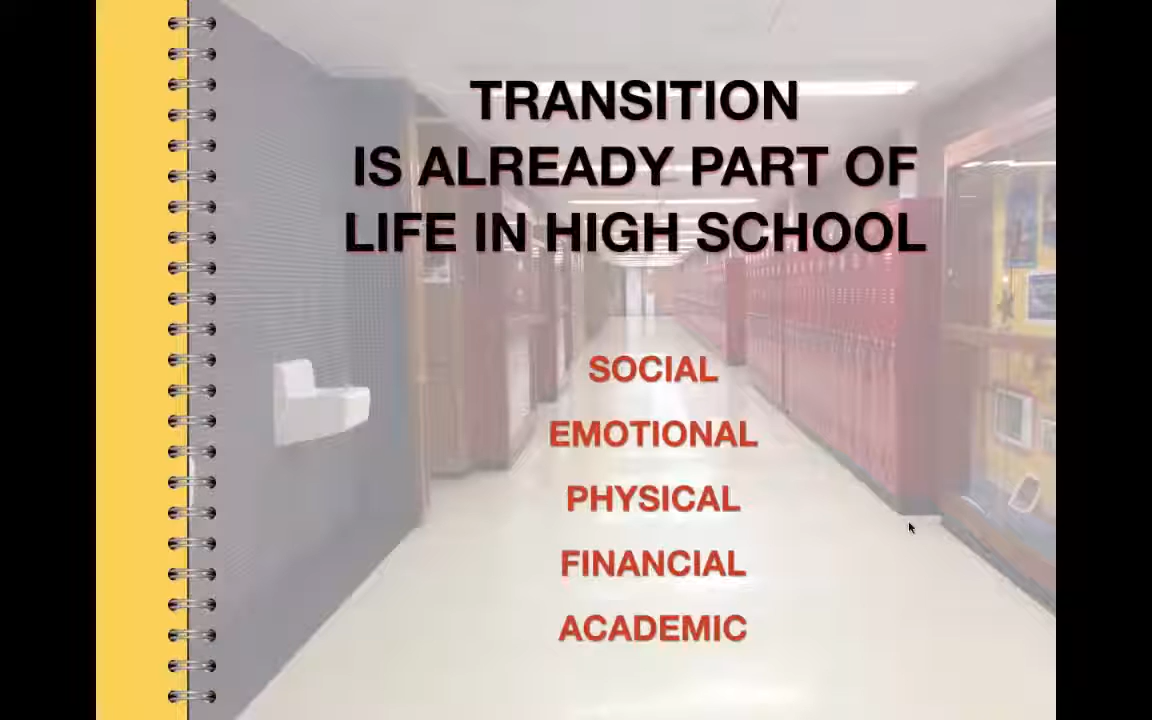 TRANSITION
IS ALREADY PART OF
LIFE IN HIGH SCHOOL
SOCIAL
EMOTIONAL
PHYSICAL
FINANCIAL
ACADEMIC